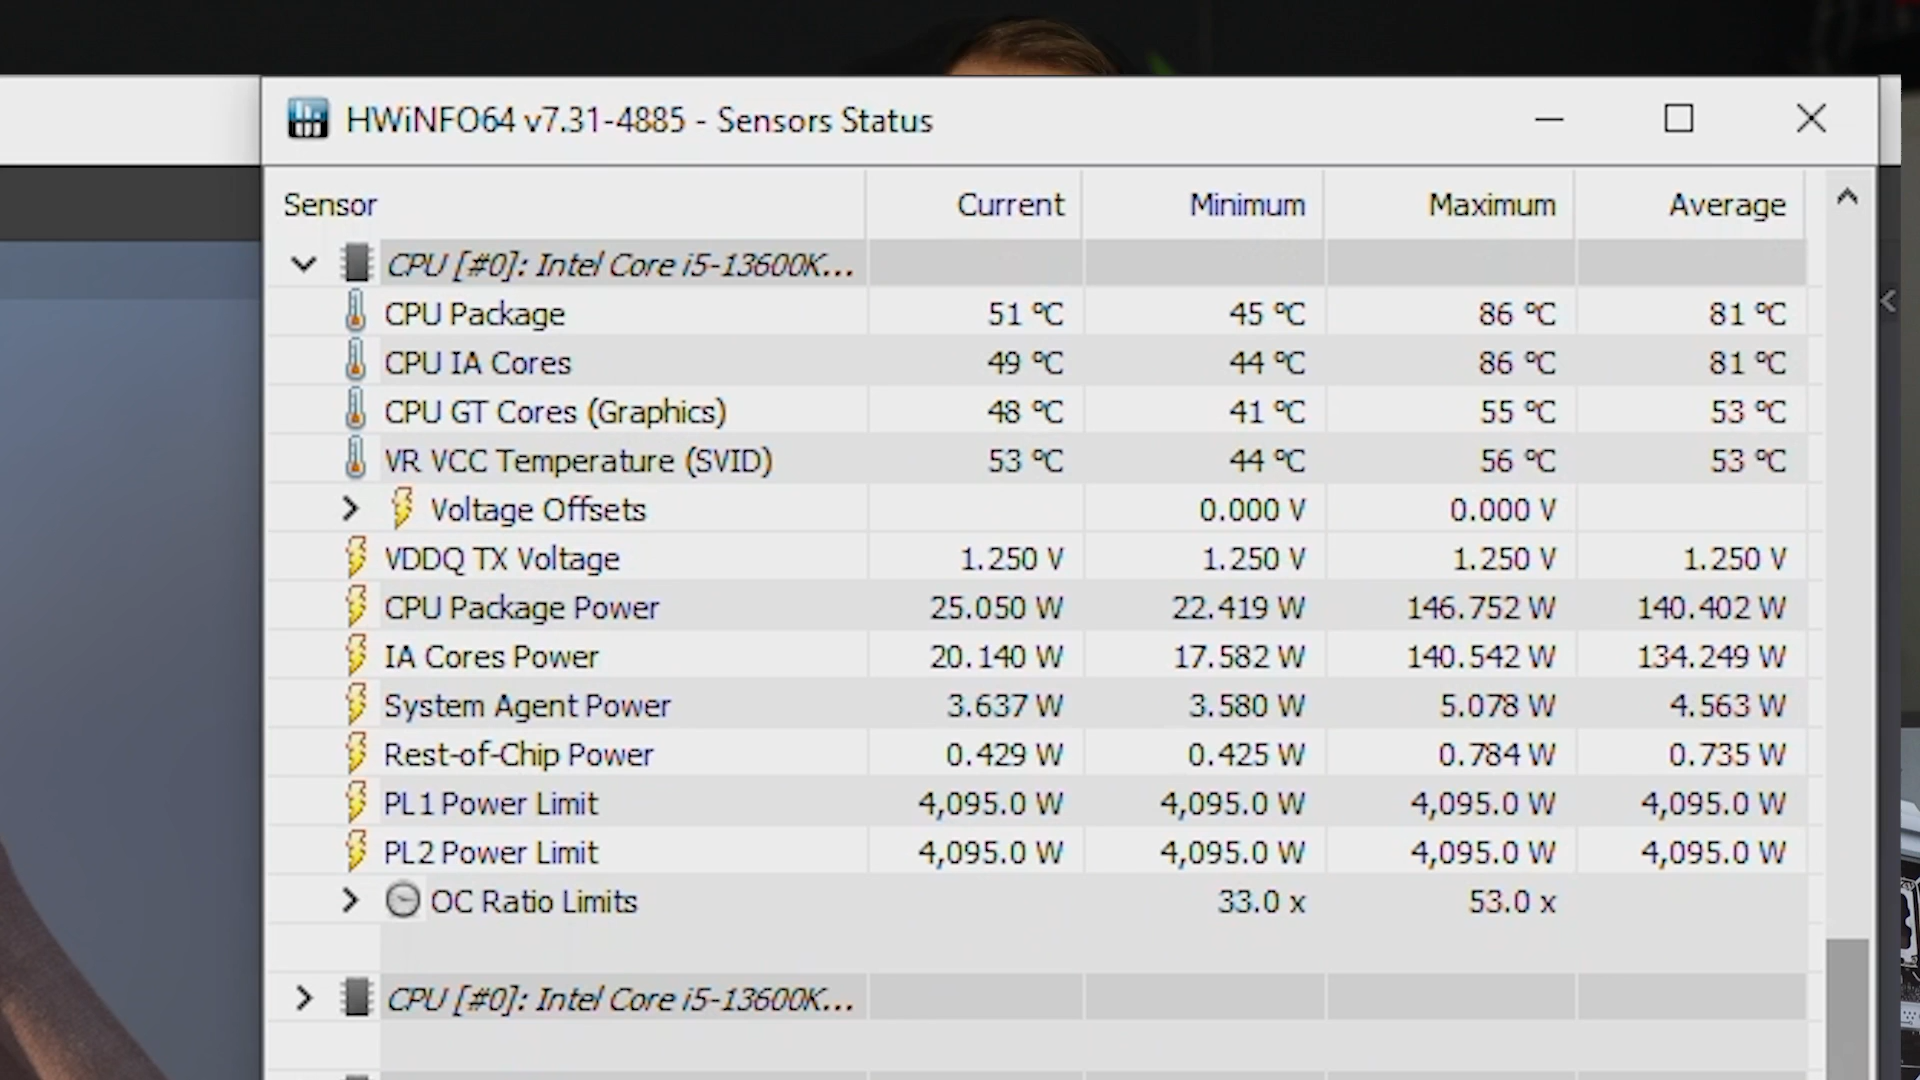 HWiNFO64 v7.31-4885 - Sensors Status
Sensor Current Minimum Maximum Average
CPU [#0]: Intel Core i5-13600K...
CPU Package 51 °C 45 °C 86 °C 81 °C
CPU IA Cores 49 °C 44 °C 86 °C 81 °C
CPU GT Cores (Graphics) 48 °C 41 °C 55 °C 53 °C
VR VCC Temperature (SVID) 53 °C 44 °C 56 °C 53 °C
Voltage Offsets 0.000 V 0.000 V
VDDQ TX Voltage 1.250 V 1.250 V 1.250 V 1.250 V
CPU Package Power 25.050 W 22.419 W 146.752 W 140.402 W
IA Cores Power 20.140 W 17.582 W 140.542 W 134.249 W
System Agent Power 3.637 W 3.580 W 5.078 W 4.563 W
Rest-of-Chip Power 0.429 W 0.425 W 0.784 W 0.735 W
PL1 Power Limit 4,095.0 W 4,095.0 W 4,095.0 W 4,095.0 W
PL2 Power Limit 4,095.0 W 4,095.0 W 4,095.0 W 4,095.0 W
OC Ratio Limits 33.0 x 53.0 x
CPU [#0]: Intel Core i5-13600K...